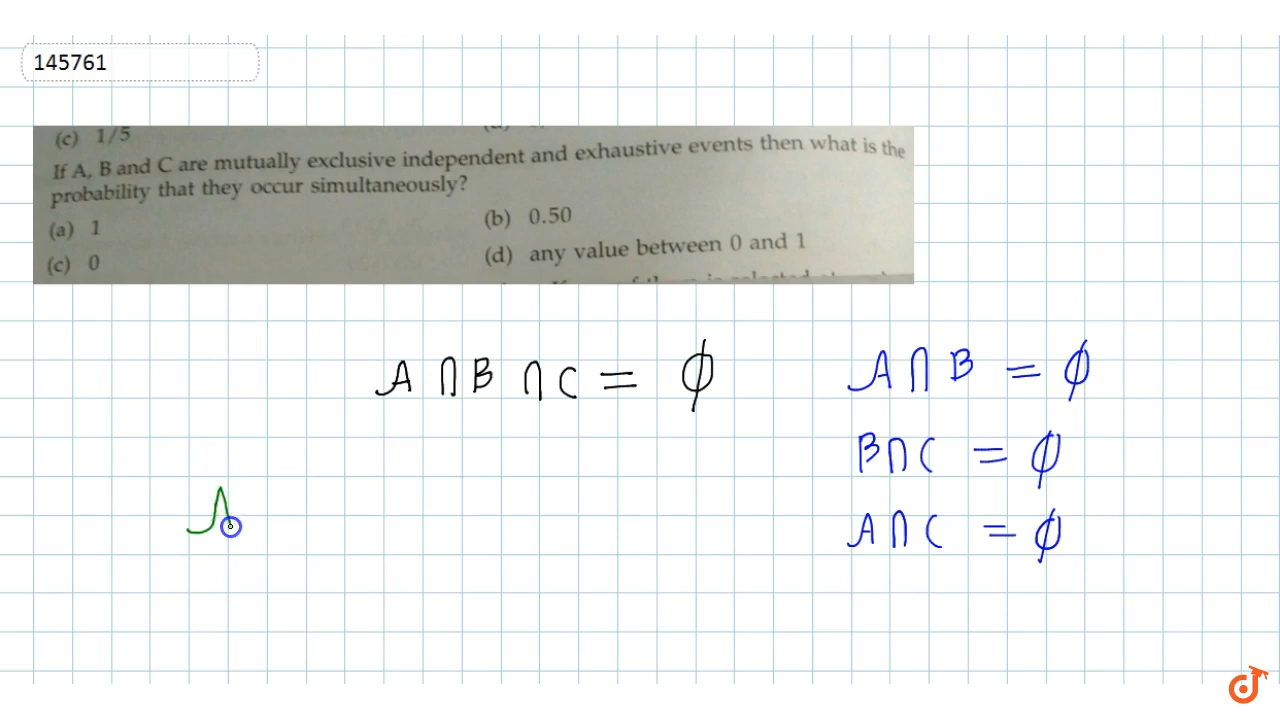 145761
(c) 1/5
If A, B and C are mutually exclusive independent and exhaustive events then what is the
probability that they occur simultaneously?
(a) 1
(b) 0.50
(c) 0
(d) any value between 0 and 1
A ∩ B ∩ C = ϕ
A ∩ B = ϕ
B ∩ C = ϕ
A ∩ C = ϕ